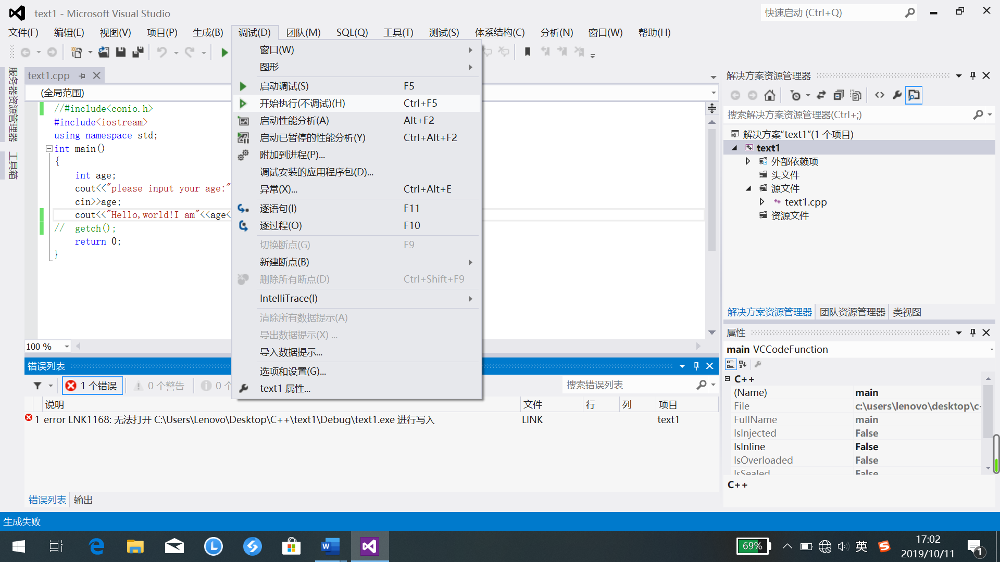 text1 - Microsoft Visual Studio
快速启动 (Ctrl+Q)
文件(F) 编辑(E) 视图(V) 项目(P) 生成(B) 调试(D) 团队(M) SQL(Q) 工具(T) 测试(S) 体系结构(C) 分析(N) 窗口(W) 帮助(H)
服务器资源管理器
工具箱
text1.cpp
(全局范围)
//#include<conio.h>
#include<iostream>
using namespace std;
int main()
{
int age;
cout<<"please input your age:"
cin>>age;
cout<<"Hello,world!I am"<<age<
// getch();
return 0;
}
100 %
窗口(W)
图形
启动调试(S) F5
开始执行(不调试)(H) Ctrl+F5
启动性能分析(A) Alt+F2
启动已暂停的性能分析(Y) Ctrl+Alt+F2
附加到进程(P)...
调试安装的应用程序包(D)...
异常(X)... Ctrl+Alt+E
逐语句(I) F11
逐过程(O) F10
切换断点(G) F9
新建断点(B)
删除所有断点(D) Ctrl+Shift+F9
IntelliTrace(I)
清除所有数据提示(A)
导出数据提示(X) ...
导入数据提示...
选项和设置(G)...
text1 属性...
错误列表
1 个错误 0 个警告 0 个
搜索错误列表
说明 文件 行 列 项目
1 error LNK1168: 无法打开 C:\Users\Lenovo\Desktop\C++\text1\Debug\text1.exe 进行写入 LINK text1
错误列表 输出
解决方案资源管理器
搜索解决方案资源管理器(Ctrl+;)
解决方案"text1"(1 个项目)
text1
外部依赖项
头文件
源文件
text1.cpp
资源文件
解决方案资源管理器 团队资源管理器 类视图
属性
main VCCodeFunction
C++
(Name) main
File c:\users\lenovo\desktop\c-
FullName main
IsInjected False
IsInline False
IsOverloaded False
IsSealed False
C++
生成失败
69%
英
17:02
2019/10/11
1